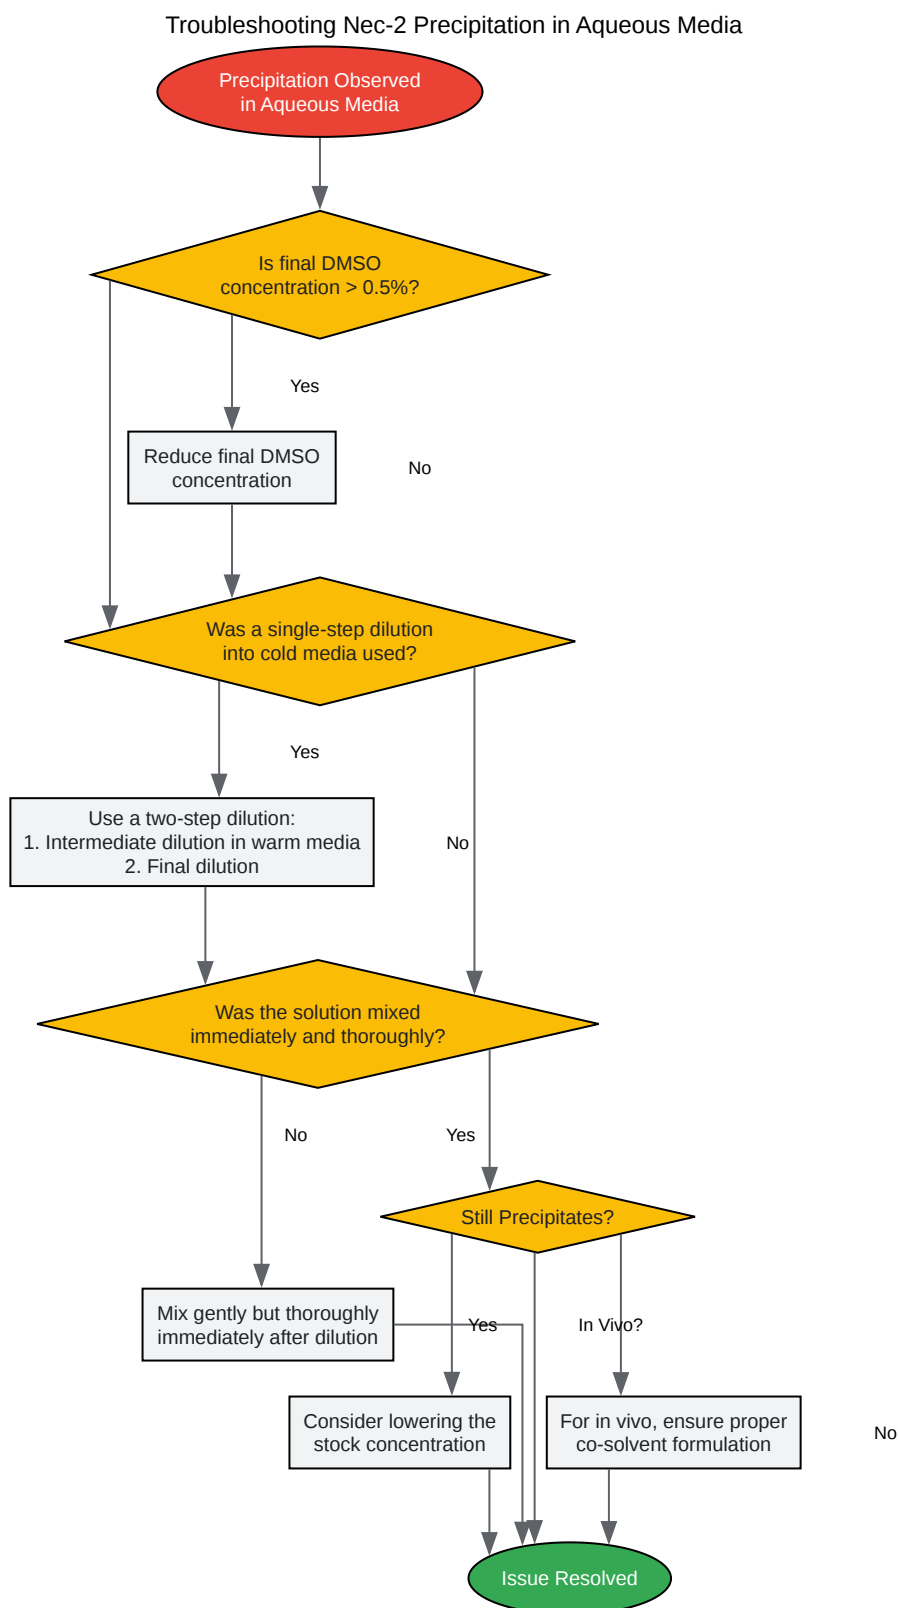 Troubleshooting Nec-2 Precipitation in Aqueous Media
Precipitation Observed
in Aqueous Media
Is final DMSO
concentration > 0.5%?
Yes
Reduce final DMSO
concentration
No
Was a single-step dilution
into cold media used?
Yes
Use a two-step dilution:
1. Intermediate dilution in warm media
2. Final dilution
No
Was the solution mixed
immediately and thoroughly?
No
Yes
Still Precipitates?
Mix gently but thoroughly
immediately after dilution
Yes
In Vivo?
Consider lowering the
stock concentration
For in vivo, ensure proper
co-solvent formulation
No
Issue Resolved